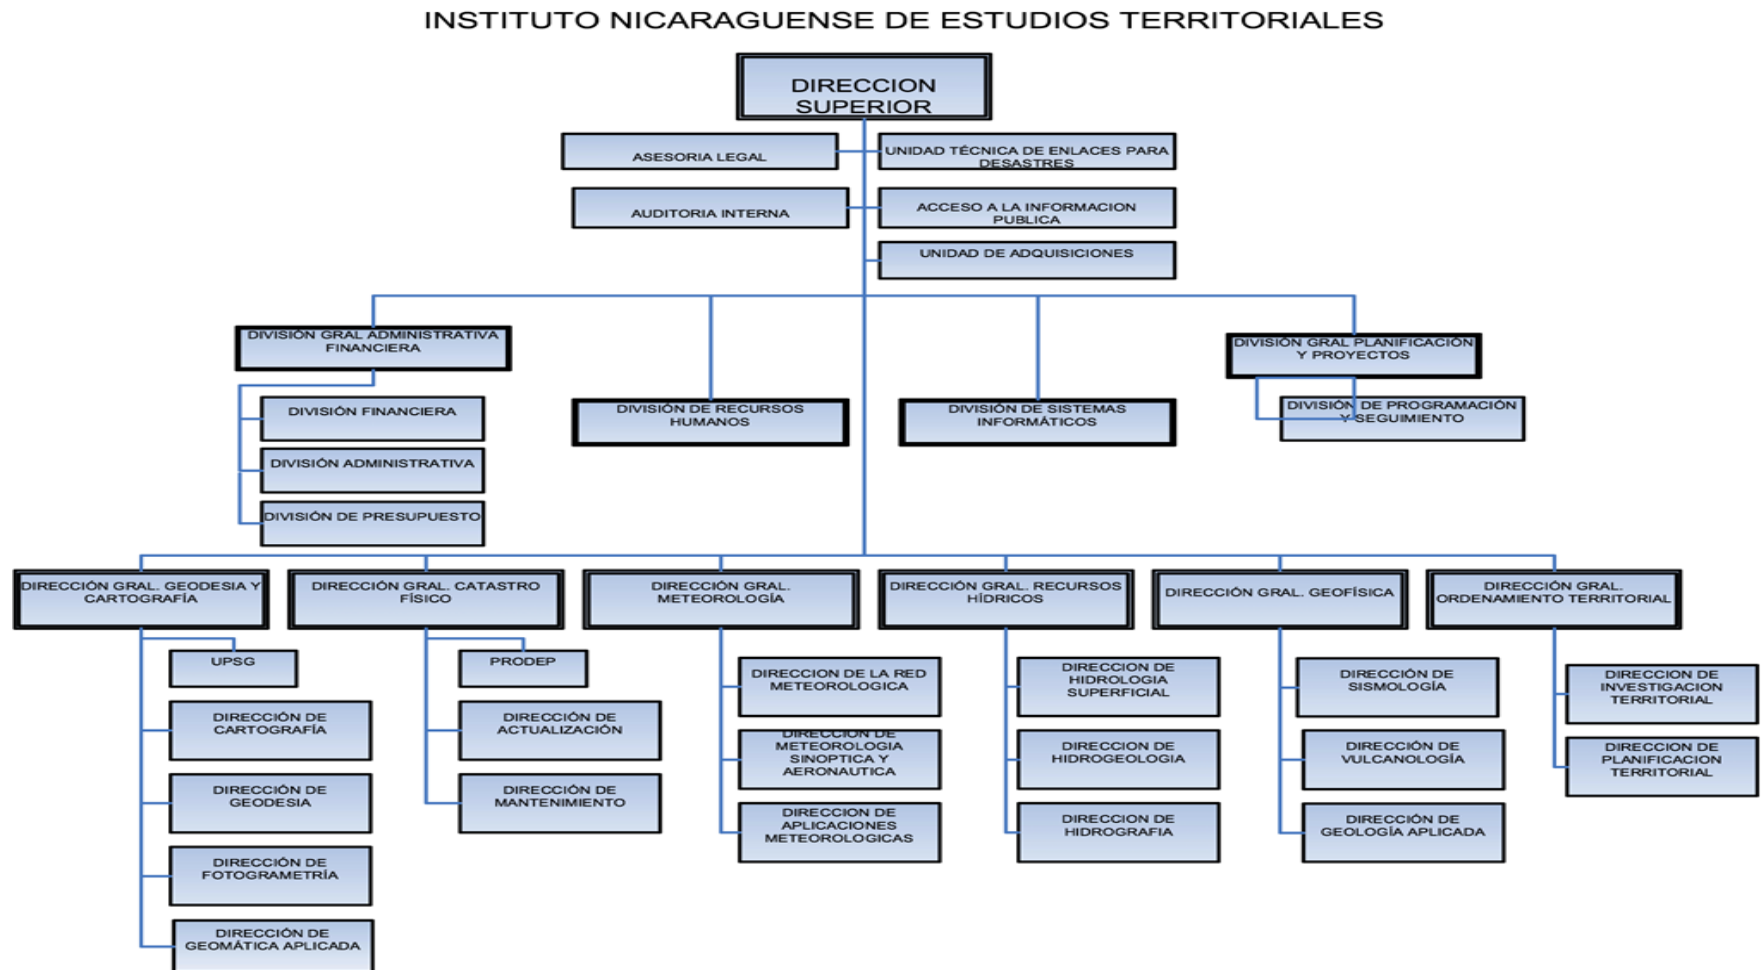 INSTITUTO NICARAGUENSE DE ESTUDIOS TERRITORIALES
DIRECCION
SUPERIOR
ASESORIA LEGAL
UNIDAD TÉCNICA DE ENLACES PARA
DESASTRES
AUDITORIA INTERNA
ACCESO A LA INFORMACION
PUBLICA
UNIDAD DE ADQUISICIONES
DIVISIÓN GRAL ADMINISTRATIVA
FINANCIERA
DIVISIÓN GRAL PLANIFICACIÓN
Y PROYECTOS
DIVISIÓN FINANCIERA
DIVISIÓN ADMINISTRATIVA
DIVISIÓN DE PRESUPUESTO
DIVISIÓN DE RECURSOS
HUMANOS
DIVISIÓN DE SISTEMAS
INFORMÁTICOS
DIVISIÓN DE PROGRAMACIÓN
Y SEGUIMIENTO
DIRECCIÓN GRAL. GEODESIA Y
CARTOGRAFÍA
DIRECCIÓN GRAL. CATASTRO
FÍSICO
DIRECCIÓN GRAL.
METEOROLOGÍA
DIRECCIÓN GRAL. RECURSOS
HÍDRICOS
DIRECCIÓN GRAL. GEOFÍSICA
DIRECCIÓN GRAL.
ORDENAMIENTO TERRITORIAL
UPSG
DIRECCIÓN DE
CARTOGRAFÍA
DIRECCIÓN DE
GEODESIA
DIRECCIÓN DE
FOTOGRAMETRÍA
DIRECCIÓN DE
GEOMÁTICA APLICADA
PRODEP
DIRECCIÓN DE
ACTUALIZACIÓN
DIRECCIÓN DE
MANTENIMIENTO
DIRECCION DE LA RED
METEOROLOGICA
DIRECCION DE
METEOROLOGIA
SINOPTICA Y
AERONAUTICA
DIRECCION DE
APLICACIONES
METEOROLOGICAS
DIRECCION DE
HIDROLOGIA
SUPERFICIAL
DIRECCION DE
HIDROGEOLOGIA
DIRECCION DE
HIDROGRAFIA
DIRECCIÓN DE
SISMOLOGÍA
DIRECCIÓN DE
VULCANOLOGÍA
DIRECCIÓN DE
GEOLOGÍA APLICADA
DIRECCION DE
INVESTIGACION
TERRITORIAL
DIRECCION DE
PLANIFICACION
TERRITORIAL